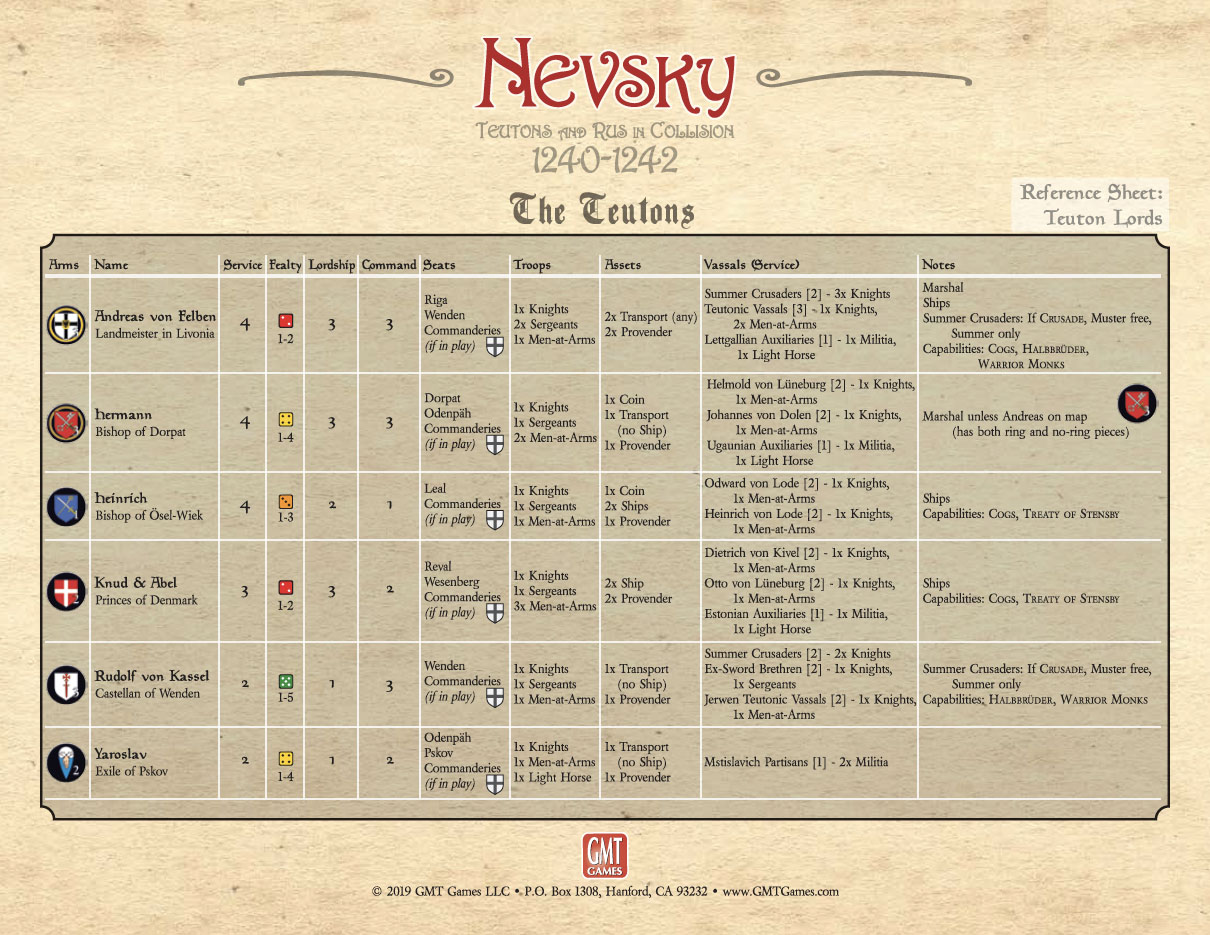 Nevsky
Teutons and Rus in Collision
1240-1242
The Teutons
Reference Sheet:
Teuton Lords
Arms Name Service Fealty Lordship Command Seats Troops Assets Vassals (Service) Notes
Andreas von Felben
Landmeister in Livonia
4
1-2
3
3
Riga
Wenden
Commanderies
(if in play)
1x Knights
2x Sergeants
1x Men-at-Arms
2x Transport (any)
2x Provender
Summer Crusaders [2] - 3x Knights
Teutonic Vassals [3] - 1x Knights,
2x Men-at-Arms
Lettgallian Auxiliaries [1] - 1x Militia,
1x Light Horse
Marshal
Ships
Summer Crusaders: If Crusade, Muster free,
Summer only
Capabilities: Cogs, Halbbrüder,
Warrior Monks
Hermann
Bishop of Dorpat
4
1-4
3
3
Dorpat
Odenpäh
Commanderies
(if in play)
1x Knights
1x Sergeants
2x Men-at-Arms
1x Coin
1x Transport
(no Ship)
1x Provender
Helmold von Lüneburg [2] - 1x Knights,
1x Men-at-Arms
Johannes von Dolen [2] - 1x Knights,
1x Men-at-Arms
Ugaunian Auxiliaries [1] - 1x Militia,
1x Light Horse
Marshal unless Andreas on map
(has both ring and no-ring pieces)
3
Heinrich
Bishop of Ösel-Wiek
4
1-3
2
1
Leal
Commanderies
(if in play)
1x Knights
1x Sergeants
1x Men-at-Arms
1x Coin
2x Ships
1x Provender
Odward von Lode [2] - 1x Knights,
1x Men-at-Arms
Heinrich von Lode [2] - 1x Knights,
1x Men-at-Arms
Ships
Capabilities: Cogs, Treaty of Stensby
2
Knud & Abel
Princes of Denmark
3
1-2
3
2
Reval
Wesenberg
Commanderies
(if in play)
1x Knights
1x Sergeants
3x Men-at-Arms
2x Ship
2x Provender
Dietrich von Kivel [2] - 1x Knights,
1x Men-at-Arms
Otto von Lüneburg [2] - 1x Knights,
1x Men-at-Arms
Estonian Auxiliaries [1] - 1x Militia,
1x Light Horse
Ships
Capabilities: Cogs, Treaty of Stensby
Rudolf von Kassel
Castellan of Wenden
2
1-5
1
3
Wenden
Commanderies
(if in play)
1x Knights
1x Sergeants
1x Men-at-Arms
1x Transport
(no Ship)
1x Provender
Summer Crusaders [2] - 2x Knights
Ex-Sword Brethren [2] - 1x Knights,
1x Sergeants
Jerwen Teutonic Vassals [2] - 1x Knights,
1x Men-at-Arms
Summer Crusaders: If Crusade, Muster free,
Summer only
Capabilities: Halbbrüder, Warrior Monks
2
Yaroslav
Exile of Pskov
2
1-4
1
2
Odenpäh
Pskov
Commanderies
(if in play)
1x Knights
1x Men-at-Arms
1x Light Horse
1x Transport
(no Ship)
1x Provender
Mstislavich Partisans [1] - 2x Militia
GMT
GAMES
© 2019 GMT Games LLC • P.O. Box 1308, Hanford, CA 93232 • www.GMTGames.com